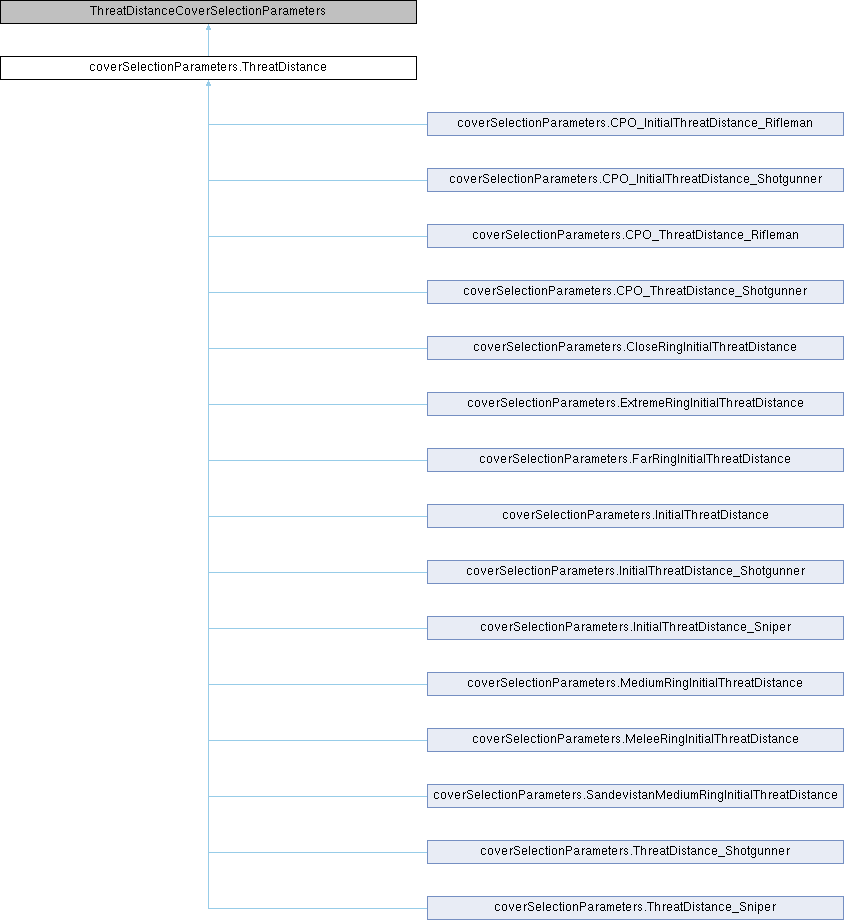 ThreatDistanceCoverSelectionParameters
coverSelectionParameters.ThreatDistance
coverSelectionParameters.CPO_InitialThreatDistance_Rifleman
coverSelectionParameters.CPO_InitialThreatDistance_Shotgunner
coverSelectionParameters.CPO_ThreatDistance_Rifleman
coverSelectionParameters.CPO_ThreatDistance_Shotgunner
coverSelectionParameters.CloseRingInitialThreatDistance
coverSelectionParameters.ExtremeRingInitialThreatDistance
coverSelectionParameters.FarRingInitialThreatDistance
coverSelectionParameters.InitialThreatDistance
coverSelectionParameters.InitialThreatDistance_Shotgunner
coverSelectionParameters.InitialThreatDistance_Sniper
coverSelectionParameters.MediumRingInitialThreatDistance
coverSelectionParameters.MeleeRingInitialThreatDistance
coverSelectionParameters.SandevistanMediumRingInitialThreatDistance
coverSelectionParameters.ThreatDistance_Shotgunner
coverSelectionParameters.ThreatDistance_Sniper